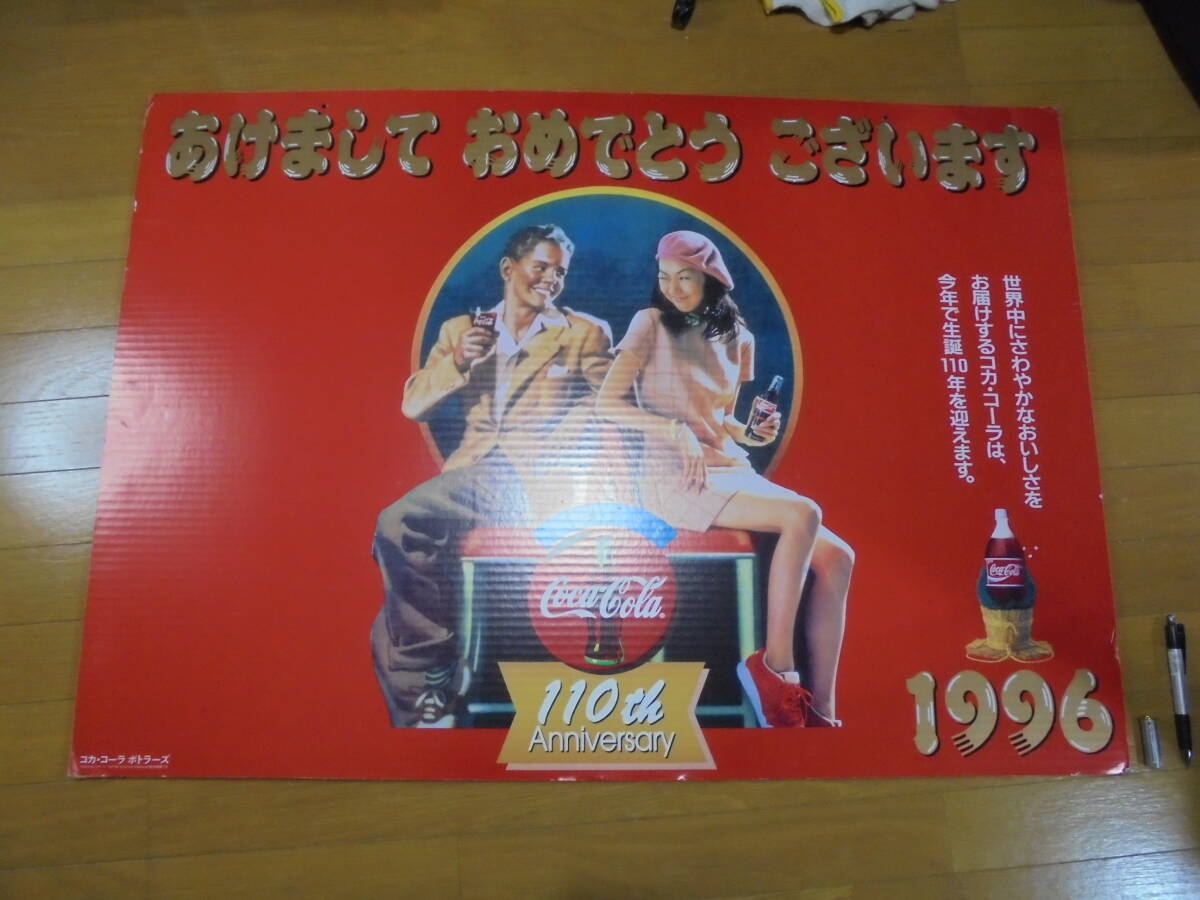 あけまして おめでとう ございます
世界中にさわやかなおいしさを
お届けするコカ・コーラは、
今年で生誕110年を迎えます。
Coca-Cola
110th
Anniversary
Coca-Cola
1996
コカ・コーラ ボトラーズ